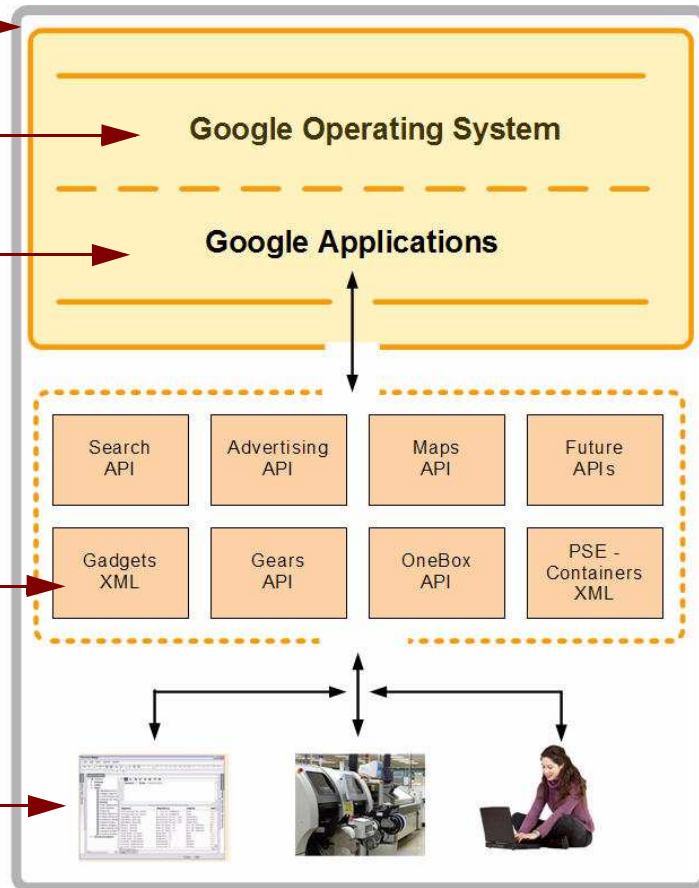 Google Operating System
Google Applications
Search
API
Advertising
API
Maps
API
Future
APIs
Gadgets
XML
Gears
API
OneBox
API
PSE -
Containers
XML